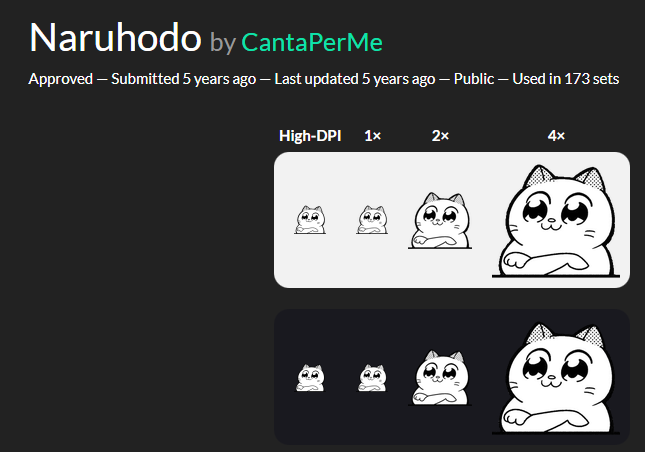 Naruhodo by CantaPerMe
Approved — Submitted 5 years ago — Last updated 5 years ago — Public — Used in 173 sets
High-DPI 1× 2× 4×